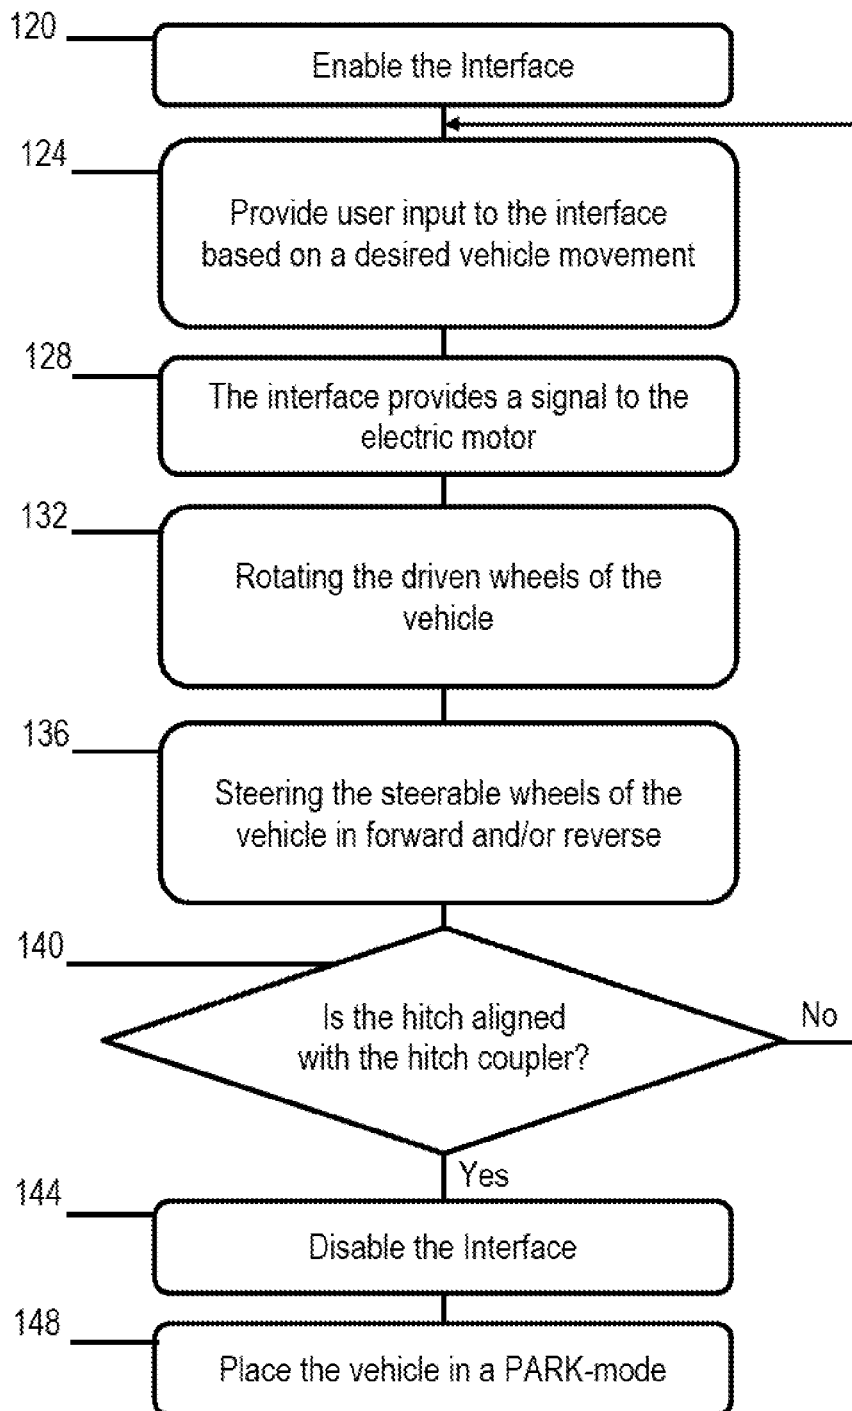 120
Enable the Interface
124
Provide user input to the interface
based on a desired vehicle movement
128
The interface provides a signal to the
electric motor
132
Rotating the driven wheels of the
vehicle
136
Steering the steerable wheels of the
vehicle in forward and/or reverse
140
Is the hitch aligned
with the hitch coupler?
No
Yes
144
Disable the Interface
148
Place the vehicle in a PARK-mode